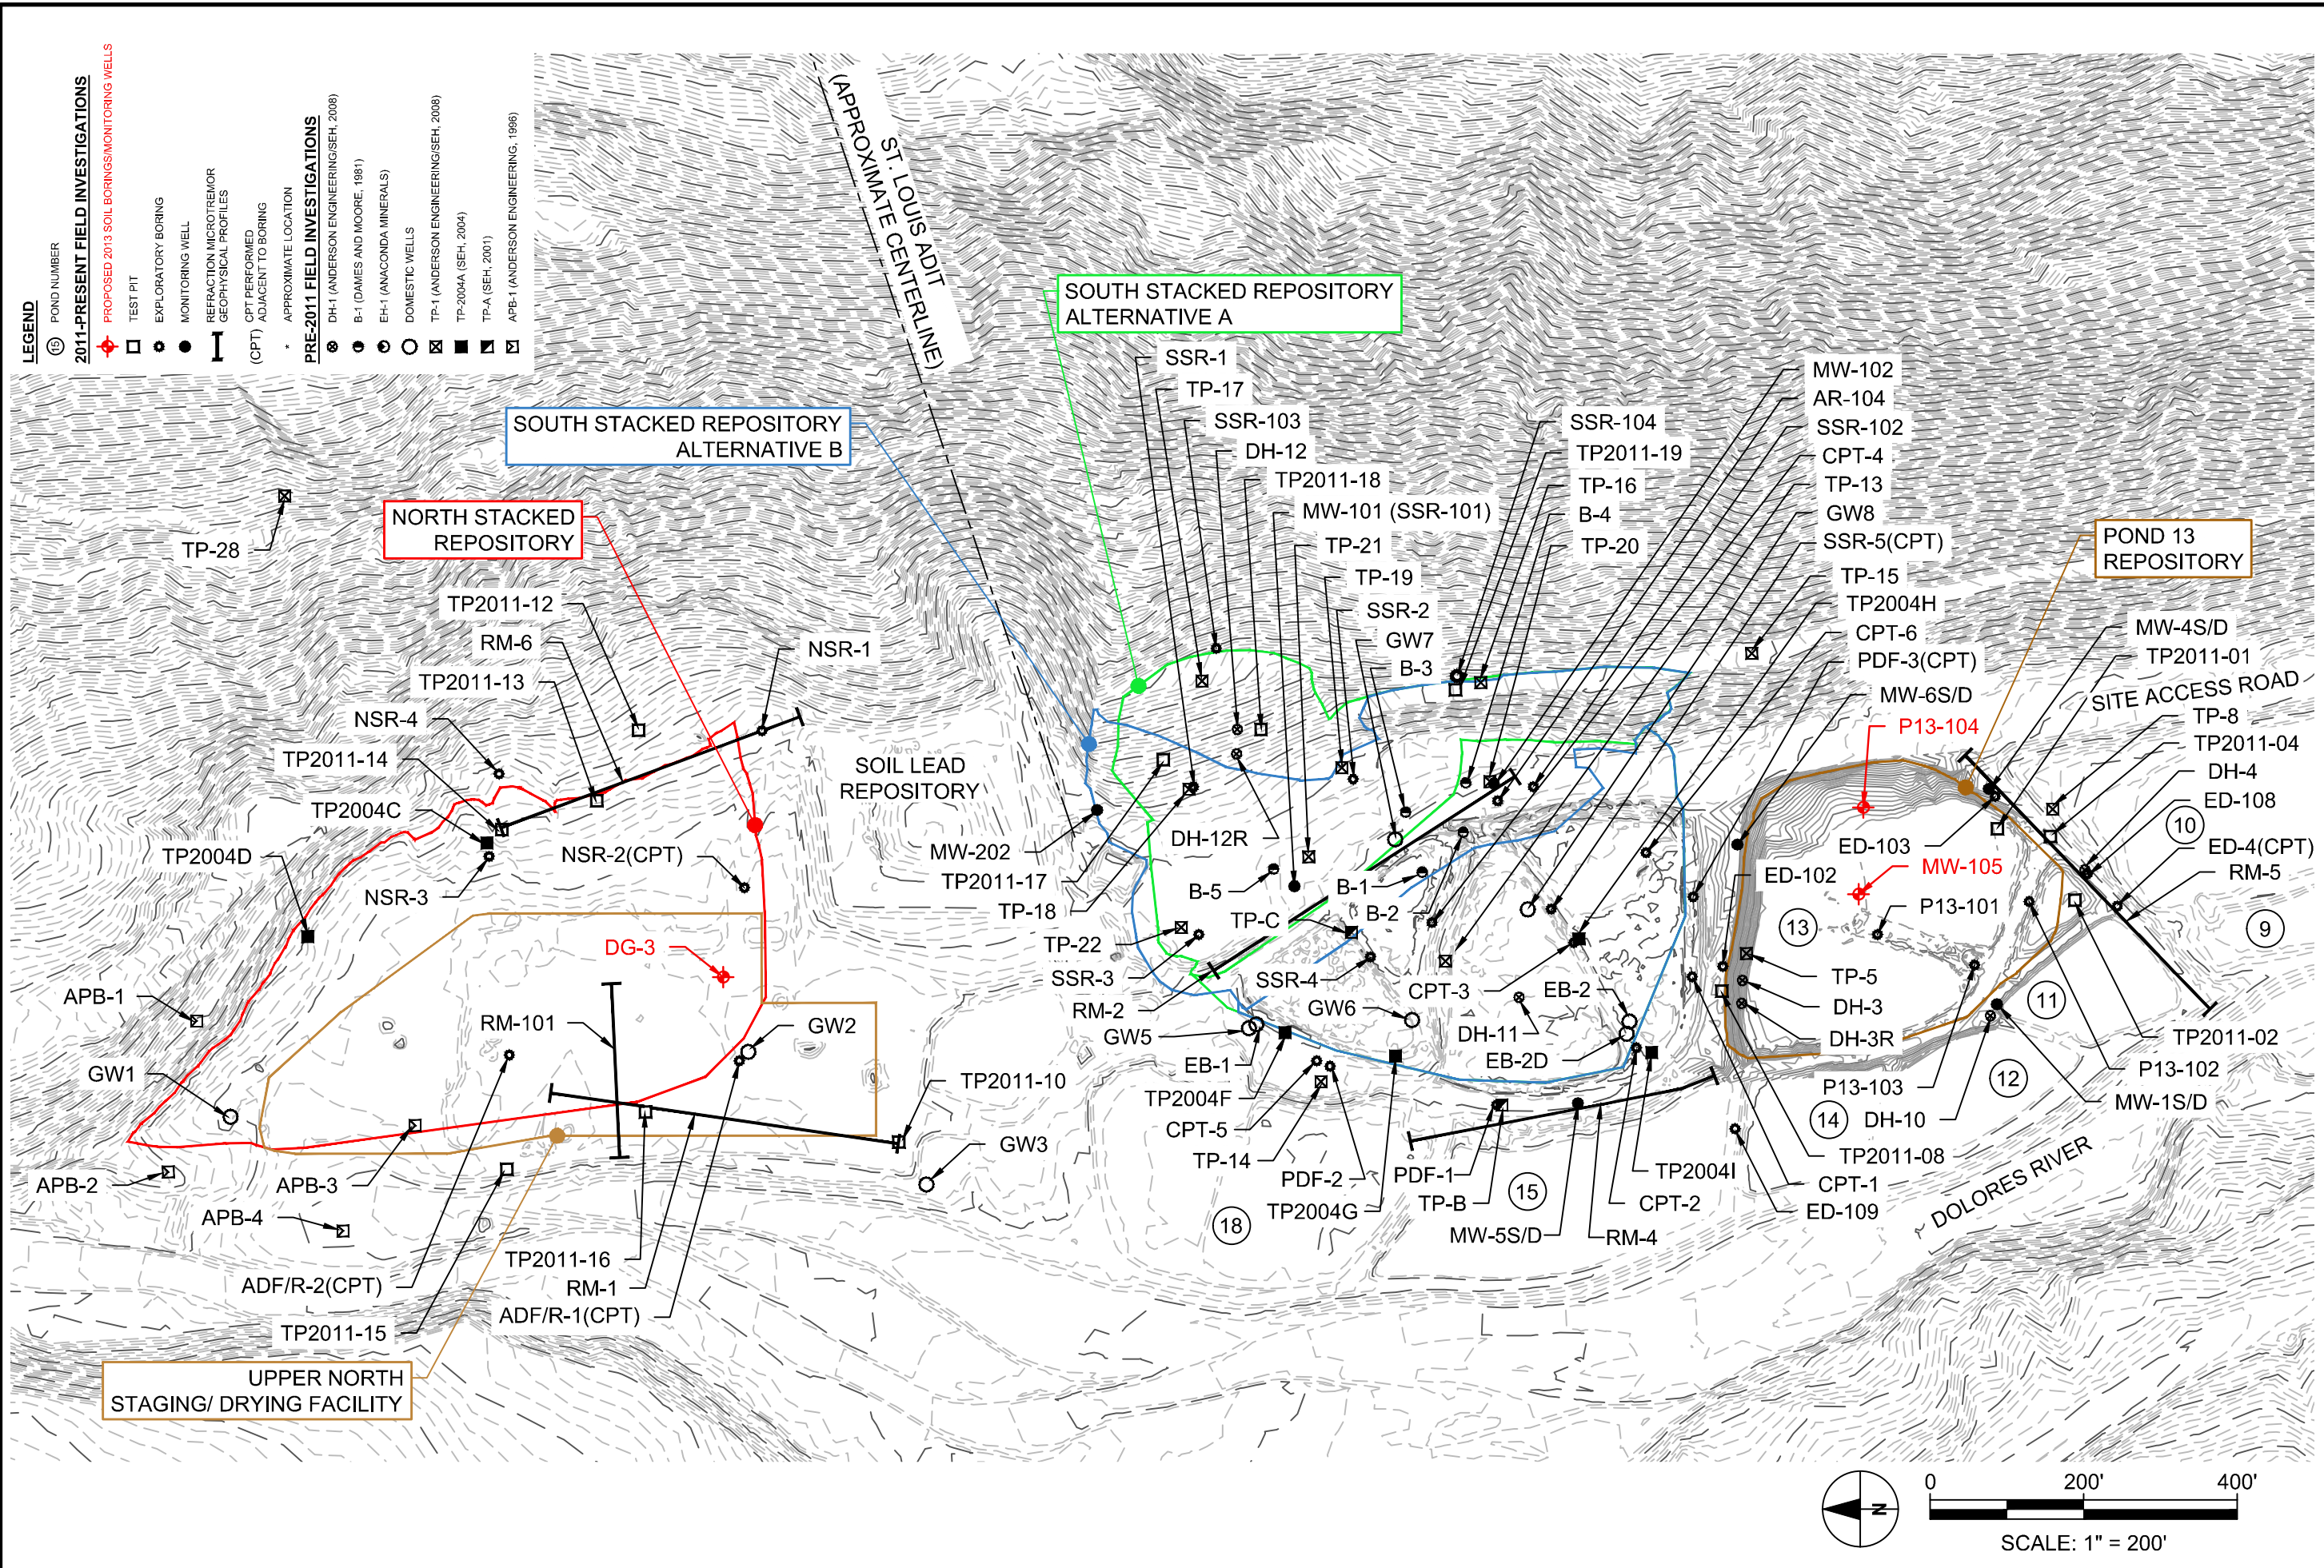 LEGEND
15 POND NUMBER
2011-PRESENT FIELD INVESTIGATIONS
PROPOSED 2013 SOIL BORINGS/MONITORING WELLS
TEST PIT
EXPLORATORY BORING
MONITORING WELL
REFRACTION MICROTREMOR
GEOPHYSICAL PROFILES
(CPT) CPT PERFORMED
ADJACENT TO BORING
* APPROXIMATE LOCATION
PRE-2011 FIELD INVESTIGATIONS
DH-1 (ANDERSON ENGINEERING/SEH, 2008)
B-1 (DAMES AND MOORE, 1981)
EH-1 (ANACONDA MINERALS)
DOMESTIC WELLS
TP-1 (ANDERSON ENGINEERING/SEH, 2008)
TP-2004A (SEH, 2004)
TP-A (SEH, 2001)
APB-1 (ANDERSON ENGINEERING, 1996)
ST. LOUIS ADIT
(APPROXIMATE CENTERLINE)
SOUTH STACKED REPOSITORY
ALTERNATIVE A
SOUTH STACKED REPOSITORY
ALTERNATIVE B
NORTH STACKED
REPOSITORY
POND 13
REPOSITORY
UPPER NORTH
STAGING/ DRYING FACILITY
SOIL LEAD
REPOSITORY
TP-28
TP2011-12
RM-6
TP2011-13
NSR-4
TP2011-14
TP2004C
TP2004D
NSR-3
NSR-2(CPT)
NSR-1
DG-3
APB-1
GW1
APB-2
APB-3
APB-4
RM-101
GW2
TP2011-10
GW3
ADF/R-2(CPT)
TP2011-15
TP2011-16
RM-1
ADF/R-1(CPT)
SSR-1
TP-17
SSR-103
DH-12
TP2011-18
MW-101 (SSR-101)
TP-21
TP-19
SSR-2
GW7
B-3
SSR-104
TP2011-19
TP-16
B-4
TP-20
MW-102
AR-104
SSR-102
CPT-4
TP-13
GW8
SSR-5(CPT)
TP-15
TP2004H
CPT-6
PDF-3(CPT)
MW-6S/D
MW-202
TP2011-17
TP-18
DH-12R
B-5
TP-C
B-1
B-2
TP-22
SSR-3
RM-2
SSR-4
CPT-3
GW5
GW6
DH-11
EB-2
EB-2D
EB-1
TP2004F
CPT-5
TP-14
PDF-2
TP2004G
PDF-1
TP-B
MW-5S/D
RM-4
CPT-2
TP2004I
18
15
P13-104
MW-105
P13-101
13
ED-102
ED-103
TP-5
DH-3
DH-3R
P13-103
14
DH-10
TP2011-08
CPT-1
ED-109
MW-4S/D
TP2011-01
SITE ACCESS ROAD
TP-8
TP2011-04
DH-4
ED-108
10
ED-4(CPT)
RM-5
9
11
12
TP2011-02
P13-102
MW-1S/D
DOLORES RIVER
N
0 200' 400'
SCALE: 1" = 200'